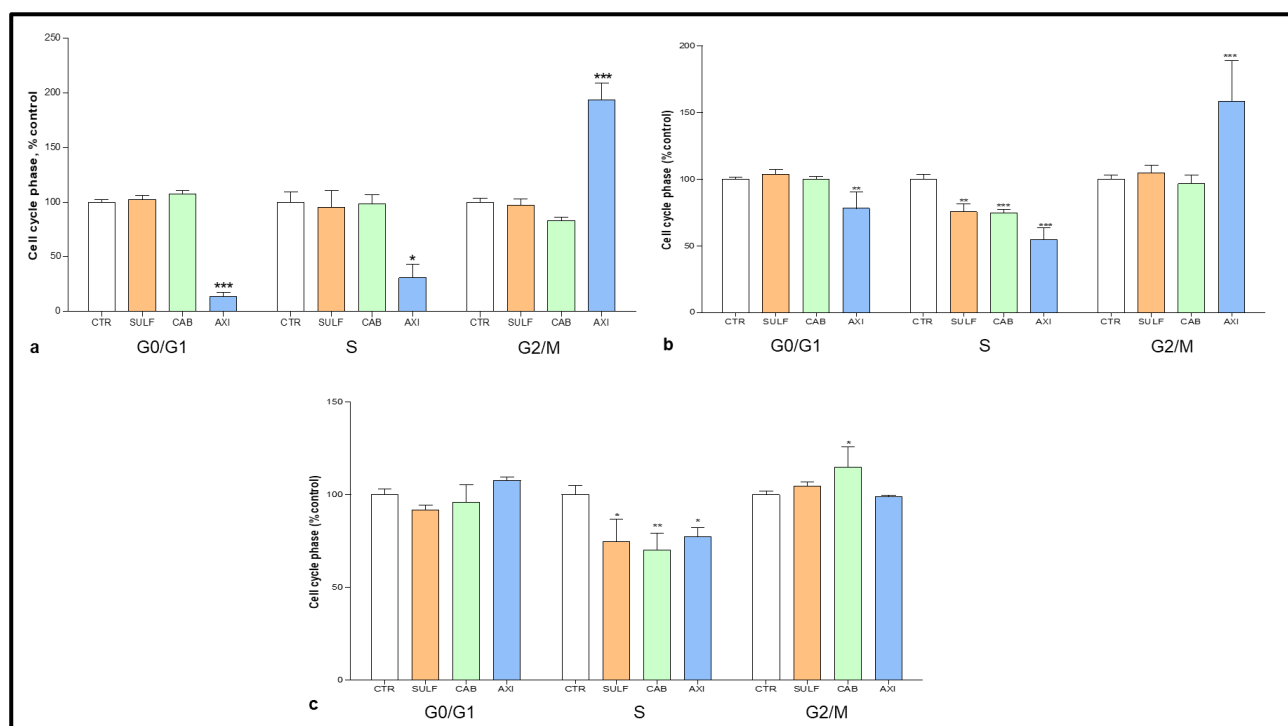 Cell cycle phase, % control
250
200
150
100
50
0
***
*
***
CTR SULF CAB AXI CTR SULF CAB AXI CTR SULF CAB AXI
a G0/G1 S G2/M
Cell cycle phase (%control)
200
150
100
50
0
**
** *** ***
***
CTR SULF CAB AXI CTR SULF CAB AXI CTR SULF CAB AXI
b G0/G1 S G2/M
Cell cycle phase (%control)
150
100
50
0
* ** *
*
CTR SULF CAB AXI CTR SULF CAB AXI CTR SULF CAB AXI
c G0/G1 S G2/M